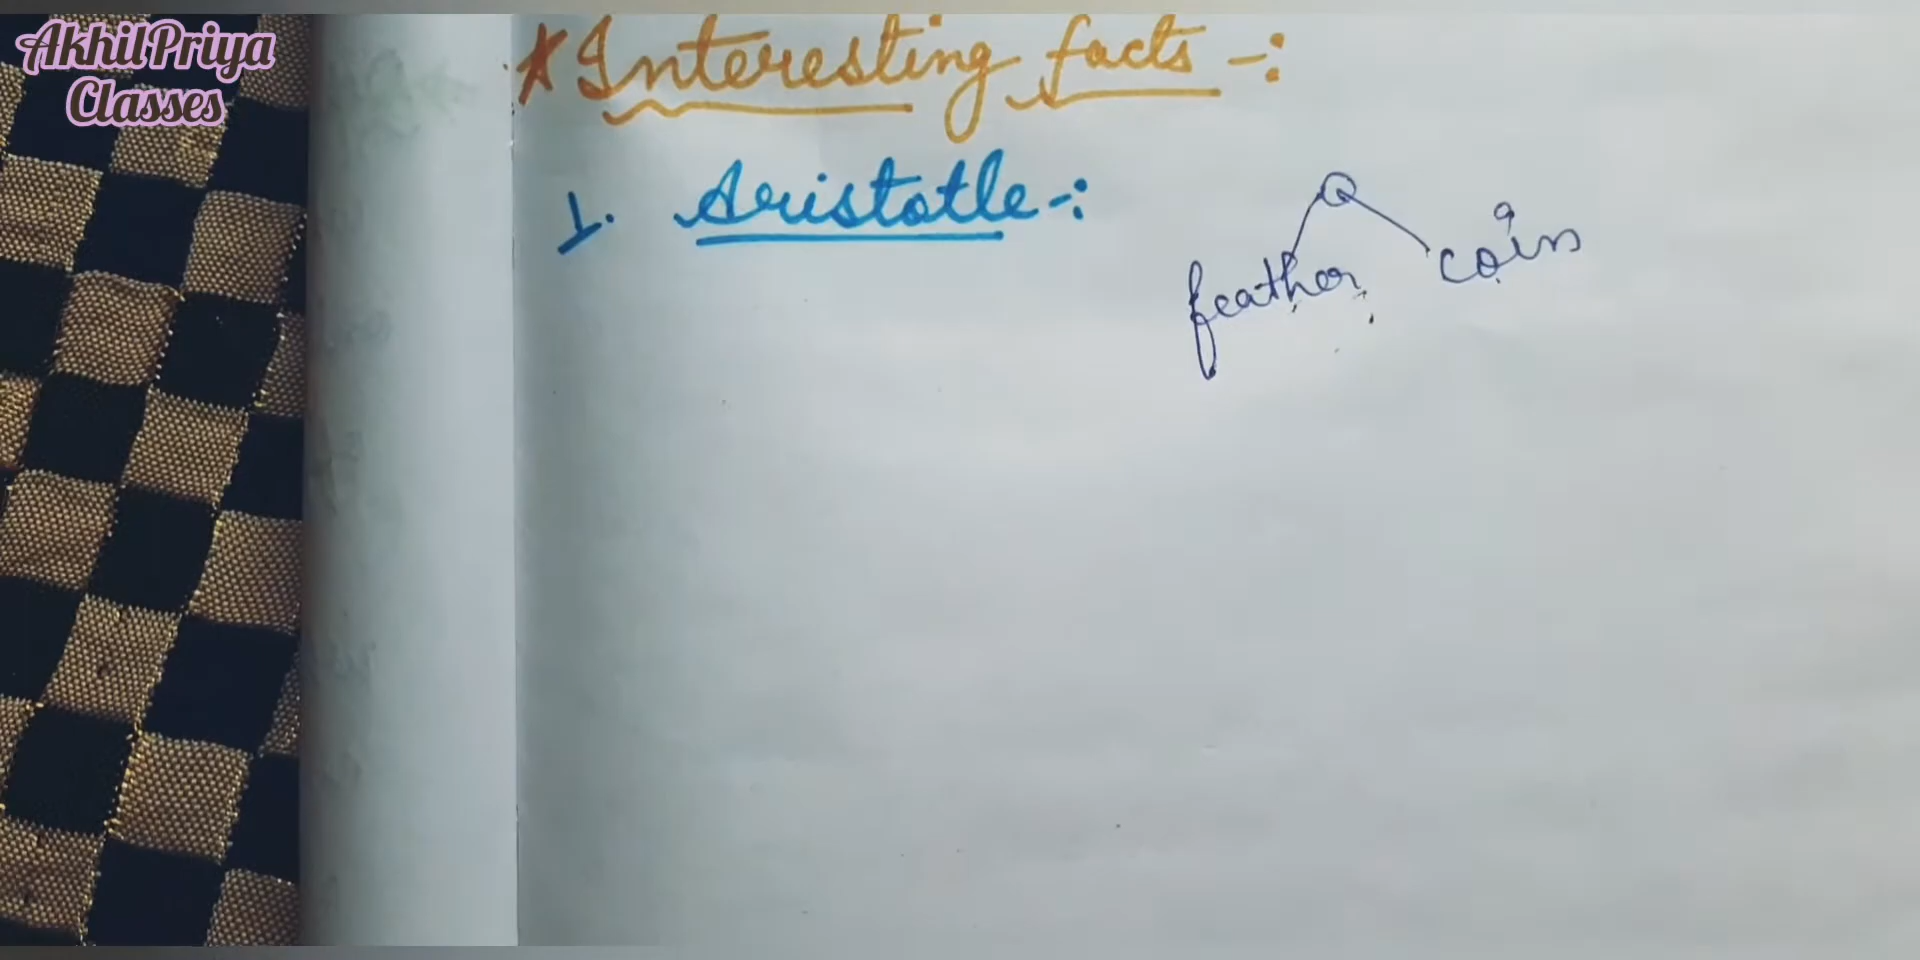 AkhilPriya
Classes
*Interesting facts -:
1. Aristotle -:
feather
coin